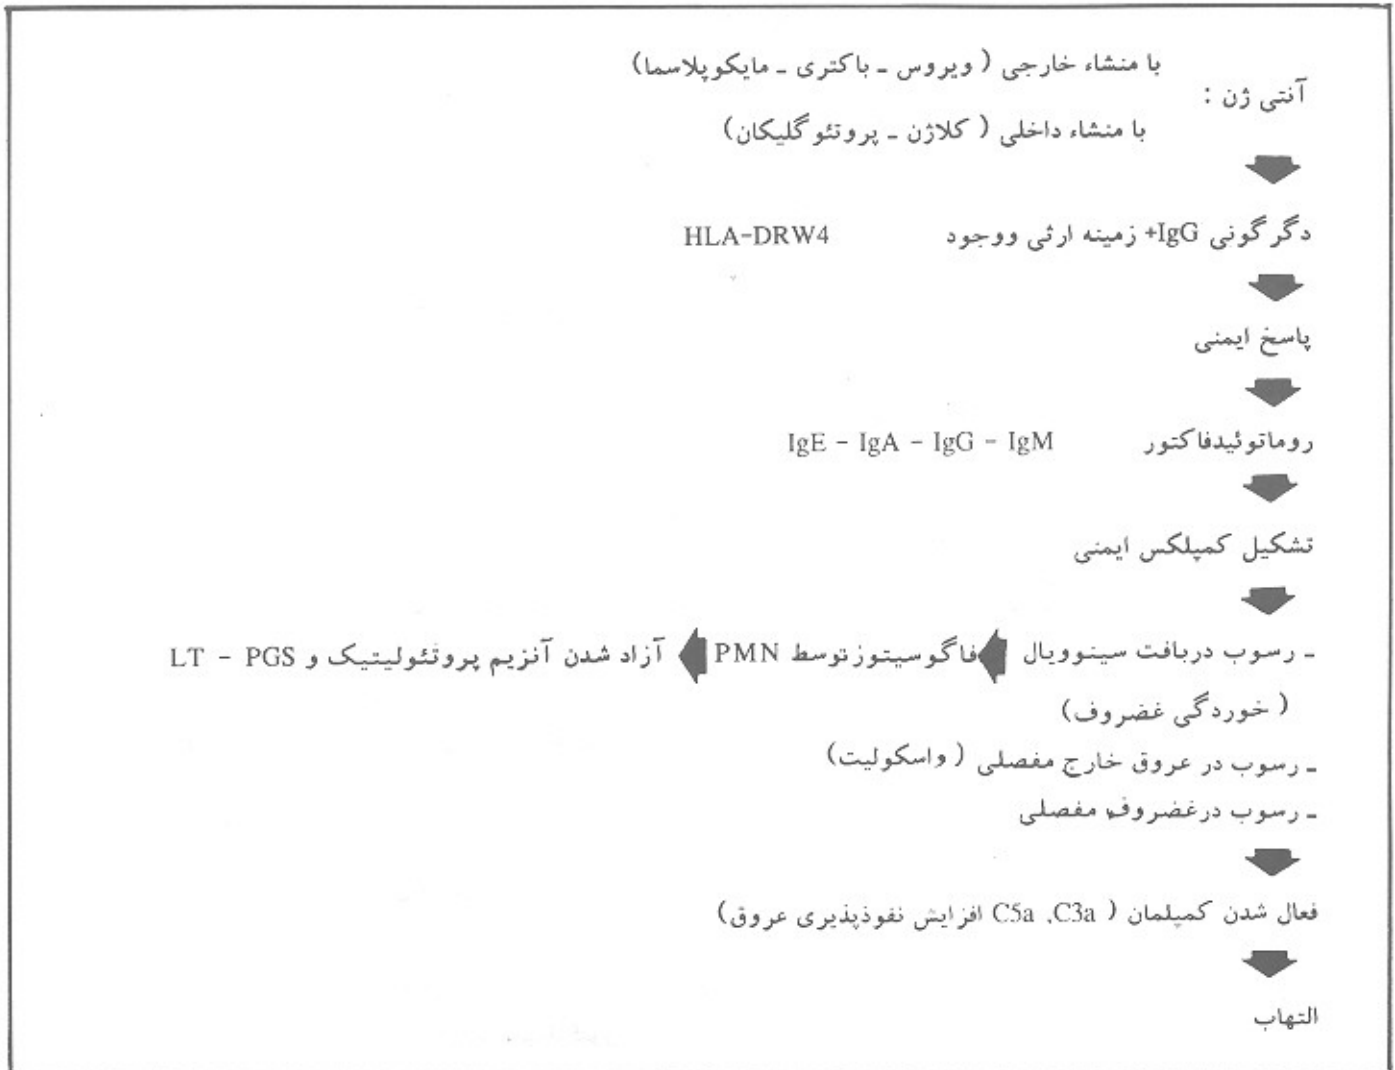 با منشاء خارجی ( ویروس - باکتری - مایکوپلاسما)
آنتی ژن :
با منشاء داخلی ( کلاژن - پروتئوگلیکان)
دگرگونی IgG+ زمینه ارثی ووجود HLA-DRW4
پاسخ ایمنی
روماتوئیدفاکتور IgE - IgA - IgG - IgM
تشکیل کمپلکس ایمنی
- رسوب دربافت سینوویال فاگوسیتوز توسط PMN آزاد شدن آنزیم پروتئولیتیک و LT - PGS
( خوردگی غضروف)
- رسوب در عروق خارج مفصلی ( واسکولیت)
- رسوب درغضروف مفصلی
فعال شدن کمپلمان ( C5a ,C3a افزایش نفوذپذیری عروق)
التهاب